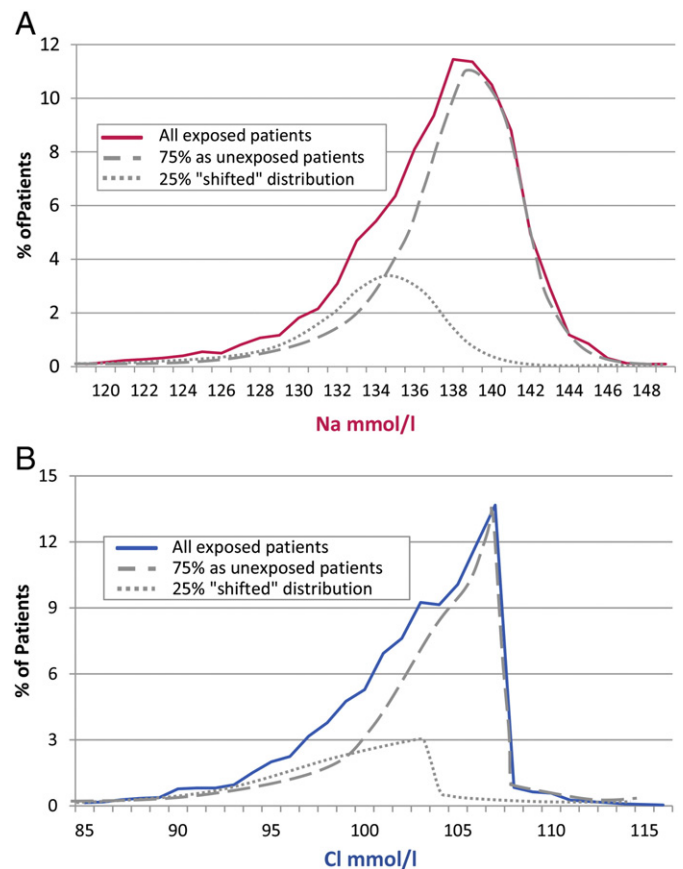 A
12
10
8
6
4
2
0
% ofPatients
All exposed patients
75% as unexposed patients
25% "shifted" distribution
120 122 124 126 128 130 132 134 136 138 140 142 144 146 148
Na mmol/l
B
15
12
9
6
3
0
% of Patients
All exposed patients
75% as unexposed patients
25% "shifted" distribution
85 90 95 100 105 110 115
Cl mmol/l